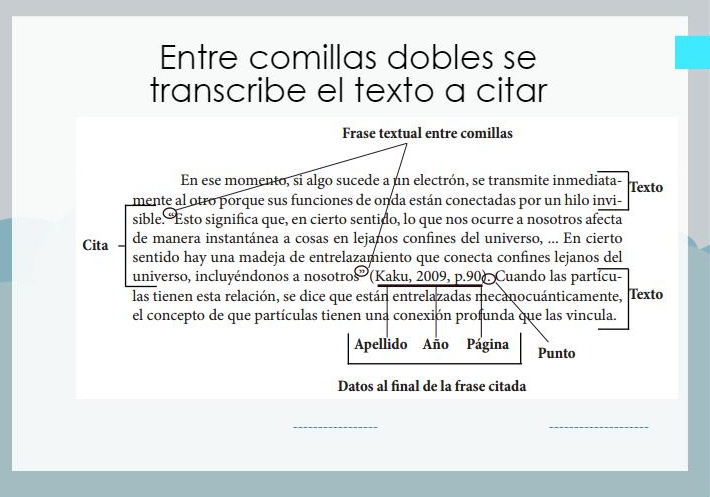 Entre comillas dobles se
transcribe el texto a citar
Frase textual entre comillas
En ese momento, si algo sucede a un electrón, se transmite inmediata-
mente al otro porque sus funciones de onda están conectadas por un hilo invi-
sible. “Esto significa que, en cierto sentido, lo que nos ocurre a nosotros afecta
de manera instantánea a cosas en lejanos confines del universo, ... En cierto
sentido hay una madeja de entrelazamiento que conecta confines lejanos del
universo, incluyéndonos a nosotros” (Kaku, 2009, p.90). Cuando las partícu-
las tienen esta relación, se dice que están entrelazadas mecanocuánticamente,
el concepto de que partículas tienen una conexión profunda que las vincula.
Texto
Cita
Texto
Apellido Año Página
Punto
Datos al final de la frase citada